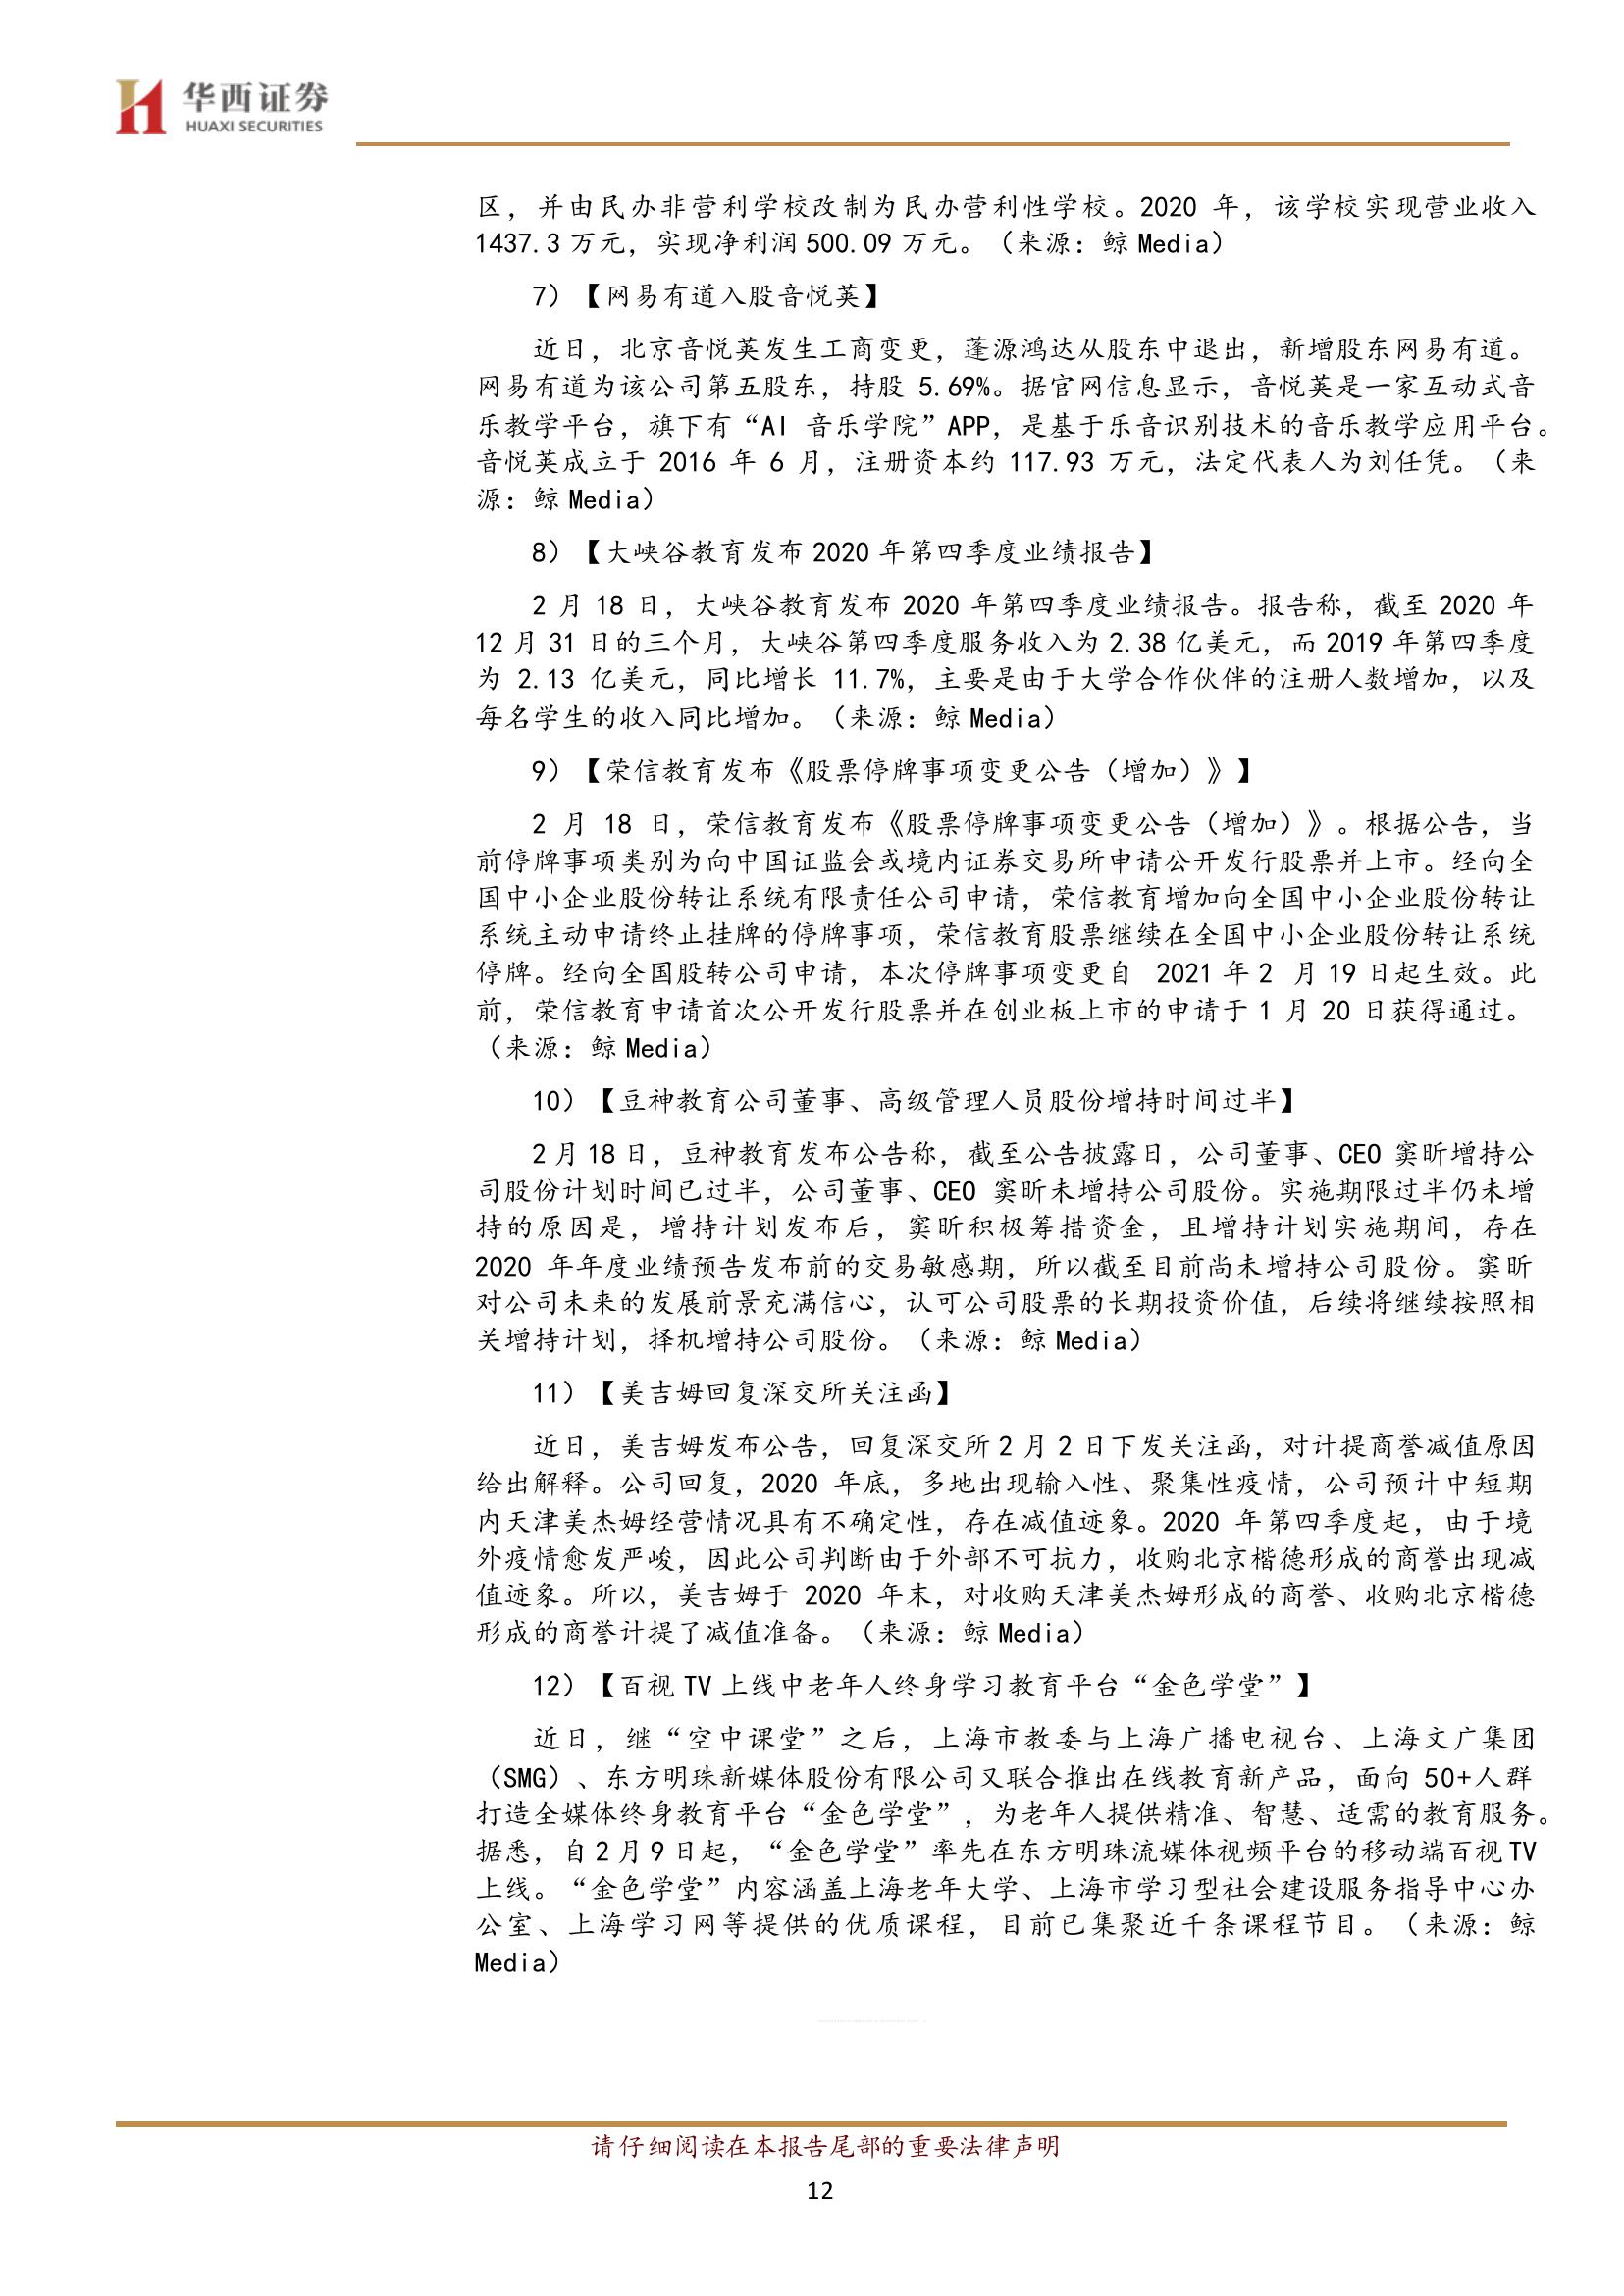 华西证券
HUAXI SECURITIES
区，并由民办非营利学校改制为民办营利性学校。2020 年，该学校实现营业收入
1437.3 万元，实现净利润 500.09 万元。（来源：鲸 Media）
7）【网易有道入股音悦荚】
近日，北京音悦荚发生工商变更，蓬源鸿达从股东中退出，新增股东网易有道。
网易有道为该公司第五股东，持股 5.69%。据官网信息显示，音悦荚是一家互动式音
乐教学平台，旗下有“AI 音乐学院”APP，是基于乐音识别技术的音乐教学应用平台。
音悦荚成立于 2016 年 6 月，注册资本约 117.93 万元，法定代表人为刘任凭。（来
源：鲸 Media）
8）【大峡谷教育发布 2020 年第四季度业绩报告】
2 月 18 日，大峡谷教育发布 2020 年第四季度业绩报告。报告称，截至 2020 年
12 月 31 日的三个月，大峡谷第四季度服务收入为 2.38 亿美元，而 2019 年第四季度
为 2.13 亿美元，同比增长 11.7%，主要是由于大学合作伙伴的注册人数增加，以及
每名学生的收入同比增加。（来源：鲸 Media）
9）【荣信教育发布《股票停牌事项变更公告（增加）》】
2 月 18 日，荣信教育发布《股票停牌事项变更公告（增加）》。根据公告，当
前停牌事项类别为向中国证监会或境内证券交易所申请公开发行股票并上市。经向全
国中小企业股份转让系统有限责任公司申请，荣信教育增加向全国中小企业股份转让
系统主动申请终止挂牌的停牌事项，荣信教育股票继续在全国中小企业股份转让系统
停牌。经向全国股转公司申请，本次停牌事项变更自 2021 年 2 月 19 日起生效。此
前，荣信教育申请首次公开发行股票并在创业板上市的申请于 1 月 20 日获得通过。
（来源：鲸 Media）
10）【豆神教育公司董事、高级管理人员股份增持时间过半】
2 月 18 日，豆神教育发布公告称，截至公告披露日，公司董事、CEO 窦昕增持公
司股份计划时间已过半，公司董事、CEO 窦昕未增持公司股份。实施期限过半仍未增
持的原因是，增持计划发布后，窦昕积极筹措资金，且增持计划实施期间，存在
2020 年年度业绩预告发布前的交易敏感期，所以截至目前尚未增持公司股份。窦昕
对公司未来的发展前景充满信心，认可公司股票的长期投资价值，后续将继续按照相
关增持计划，择机增持公司股份。（来源：鲸 Media）
11）【美吉姆回复深交所关注函】
近日，美吉姆发布公告，回复深交所 2 月 2 日下发关注函，对计提商誉减值原因
给出解释。公司回复，2020 年底，多地出现输入性、聚集性疫情，公司预计中短期
内天津美杰姆经营情况具有不确定性，存在减值迹象。2020 年第四季度起，由于境
外疫情愈发严峻，因此公司判断由于外部不可抗力，收购北京楷德形成的商誉出现减
值迹象。所以，美吉姆于 2020 年末，对收购天津美杰姆形成的商誉、收购北京楷德
形成的商誉计提了减值准备。（来源：鲸 Media）
12）【百视 TV 上线中老年人终身学习教育平台“金色学堂”】
近日，继“空中课堂”之后，上海市教委与上海广播电视台、上海文广集团
（SMG）、东方明珠新媒体股份有限公司又联合推出在线教育新产品，面向 50+人群
打造全媒体终身教育平台“金色学堂”，为老年人提供精准、智慧、适需的教育服务。
据悉，自 2 月 9 日起，“金色学堂”率先在东方明珠流媒体视频平台的移动端百视 TV
上线。“金色学堂”内容涵盖上海老年大学、上海市学习型社会建设服务指导中心办
公室、上海学习网等提供的优质课程，目前已集聚近千条课程节目。（来源：鲸
Media）
请仔细阅读在本报告尾部的重要法律声明
12